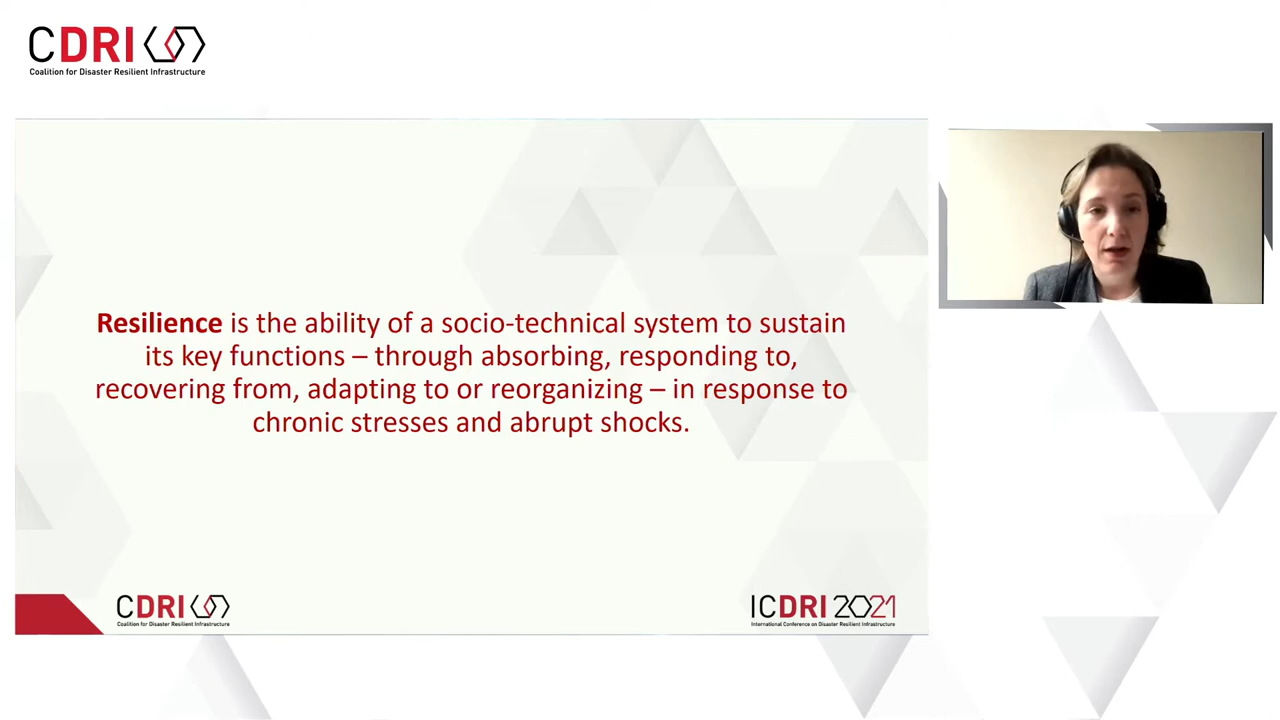 CDRI
Coalition for Disaster Resilient Infrastructure
Resilience is the ability of a socio-technical system to sustain
its key functions – through absorbing, responding to,
recovering from, adapting to or reorganizing – in response to
chronic stresses and abrupt shocks.
CDRI
Coalition for Disaster Resilient Infrastructure
ICDRI 2021
International Conference on Disaster Resilient Infrastructure